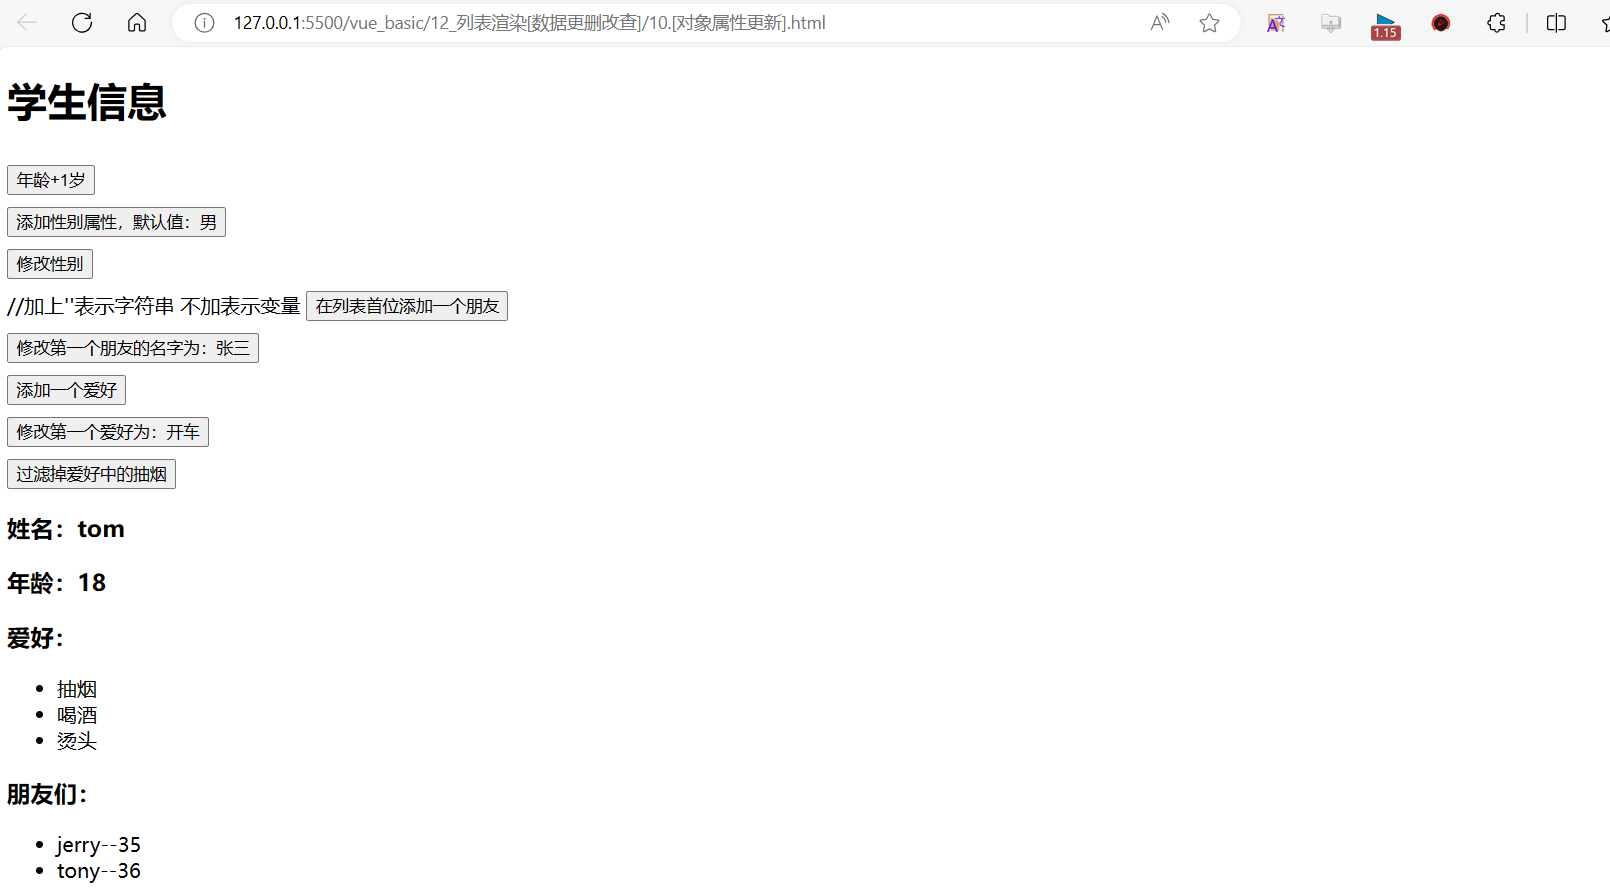 127.0.0.1:5500/vue_basic/12_列表渲染[数据更删改查]/10.[对象属性更新].html
1.15
学生信息
年龄+1岁
添加性别属性，默认值：男
修改性别
//加上''表示字符串 不加表示变量 在列表首位添加一个朋友
修改第一个朋友的名字为：张三
添加一个爱好
修改第一个爱好为：开车
过滤掉爱好中的抽烟
姓名：tom
年龄：18
爱好：
抽烟
喝酒
烫头
朋友们：
jerry--35
tony--36